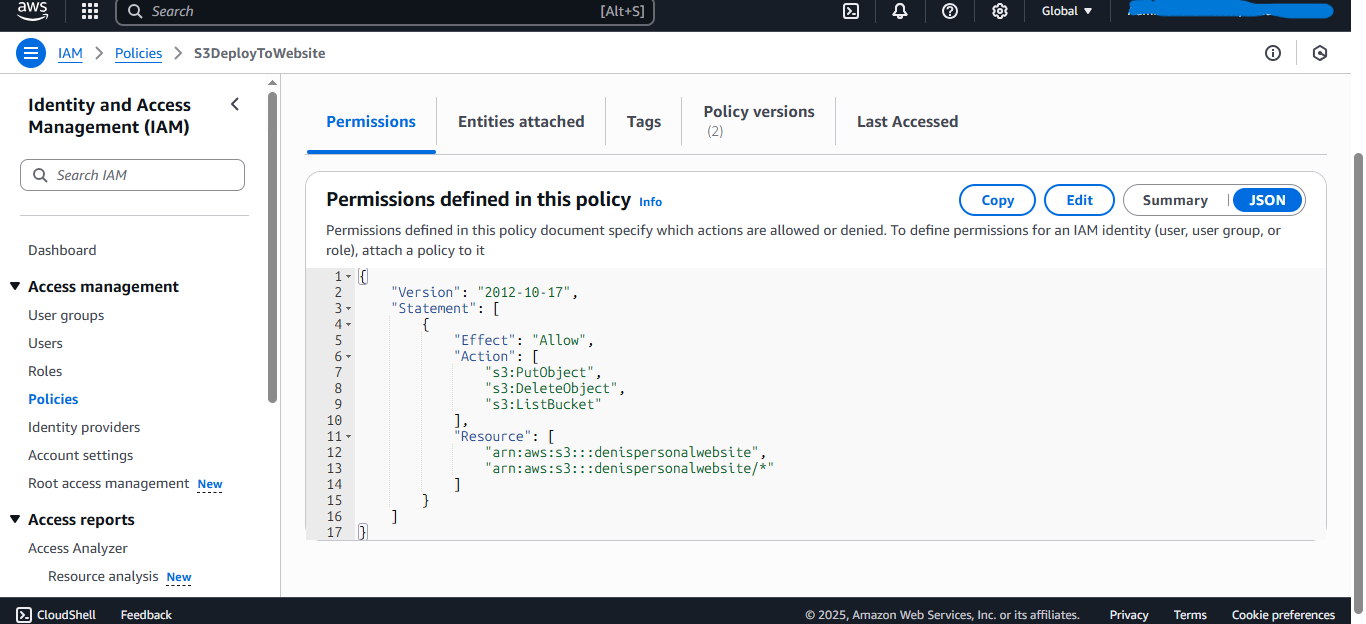 aws
Search
[Alt+S]
Global
IAM
Policies
S3DeployToWebsite
Identity and Access
Management (IAM)
Search IAM
Dashboard
Access management
User groups
Users
Roles
Policies
Identity providers
Account settings
Root access management New
Access reports
Access Analyzer
Resource analysis New
Permissions
Entities attached
Tags
Policy versions
(2)
Last Accessed
Permissions defined in this policy Info
Copy
Edit
Summary
JSON
Permissions defined in this policy document specify which actions are allowed or denied. To define permissions for an IAM identity (user, user group, or
role), attach a policy to it
1 {
2 "Version": "2012-10-17",
3 "Statement": [
4 {
5 "Effect": "Allow",
6 "Action": [
7 "s3:PutObject",
8 "s3:DeleteObject",
9 "s3:ListBucket"
10 ],
11 "Resource": [
12 "arn:aws:s3:::denispersonalwebsite",
13 "arn:aws:s3:::denispersonalwebsite/*"
14 ]
15 }
16 ]
17 }
CloudShell
Feedback
© 2025, Amazon Web Services, Inc. or its affiliates.
Privacy
Terms
Cookie preferences